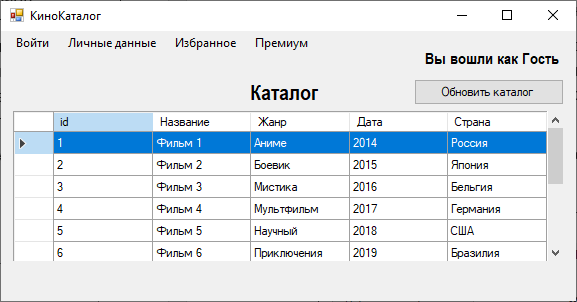 КиноКаталог
Войти Личные данные Избранное Премиум
Вы вошли как Гость
Каталог
Обновить каталог
id Название Жанр Дата Страна
1 Фильм 1 Аниме 2014 Россия
2 Фильм 2 Боевик 2015 Япония
3 Фильм 3 Мистика 2016 Бельгия
4 Фильм 4 Мультфильм 2017 Германия
5 Фильм 5 Научный 2018 США
6 Фильм 6 Приключения 2019 Бразилия